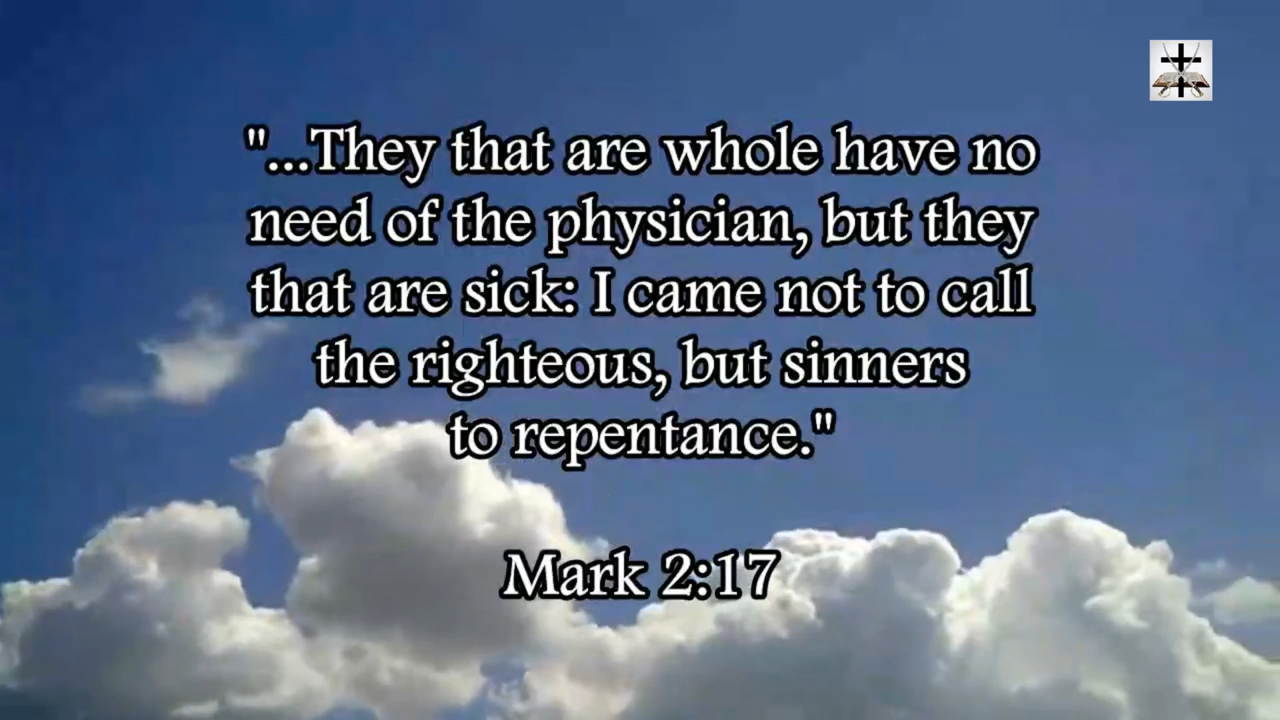 "...They that are whole have no
need of the physician, but they
that are sick: I came not to call
the righteous, but sinners
to repentance."
Mark 2:17